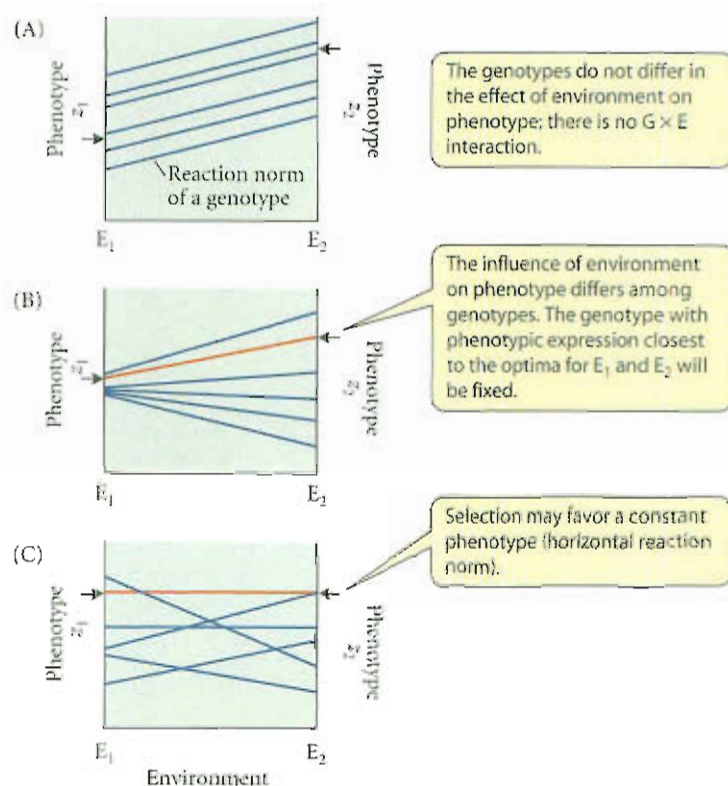 (A)
Phenotype
z₁
Phenotype
z₂
Reaction norm
of a genotype
E₁
E₂
The genotypes do not differ in
the effect of environment on
phenotype; there is no G × E
interaction.
(B)
Phenotype
z₁
Phenotype
z₂
E₁
E₂
The influence of environment
on phenotype differs among
genotypes. The genotype with
phenotypic expression closest
to the optima for E₁ and E₂ will
be fixed.
(C)
Phenotype
z₁
Phenotype
z₂
E₁
E₂
Environment
Selection may favor a constant
phenotype (horizontal reaction
norm).